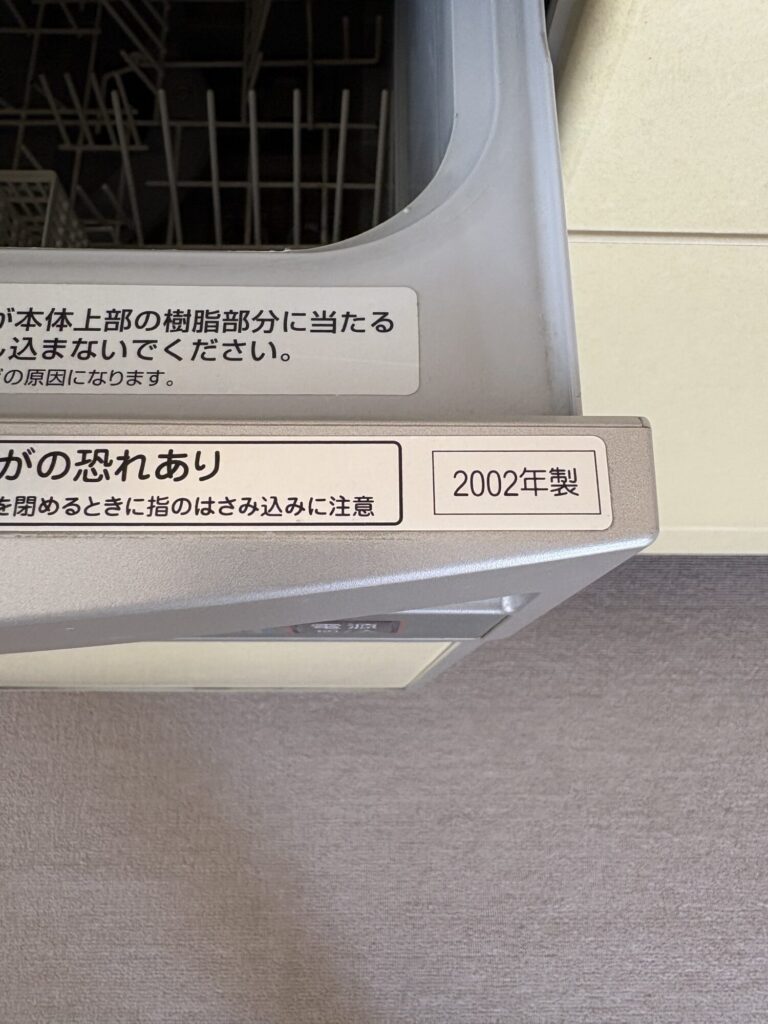 が本体上部の樹脂部分に当たる
し込まないでください。
の原因になります。
がの恐れあり
を閉めるときに指のはさみ込みに注意
2002年製
電源